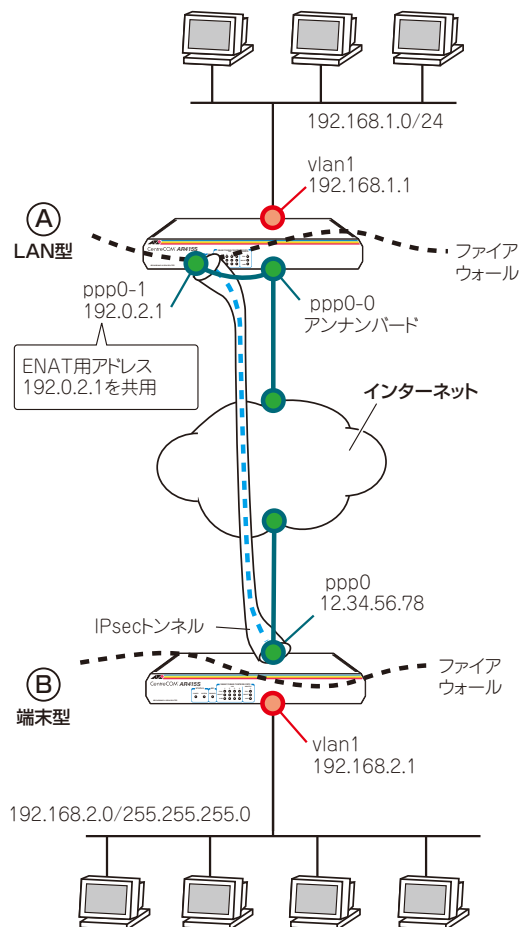 192.168.1.0/24
vlan1
192.168.1.1
A
LAN型
CentreCOM AR415S
ファイア
ウォール
ppp0-1
192.0.2.1
ppp0-0
アンナンバード
ENAT用アドレス
192.0.2.1を共用
インターネット
ppp0
12.34.56.78
IPsecトンネル
ファイア
ウォール
B
端末型
CentreCOM AR415S
vlan1
192.168.2.1
192.168.2.0/255.255.255.0